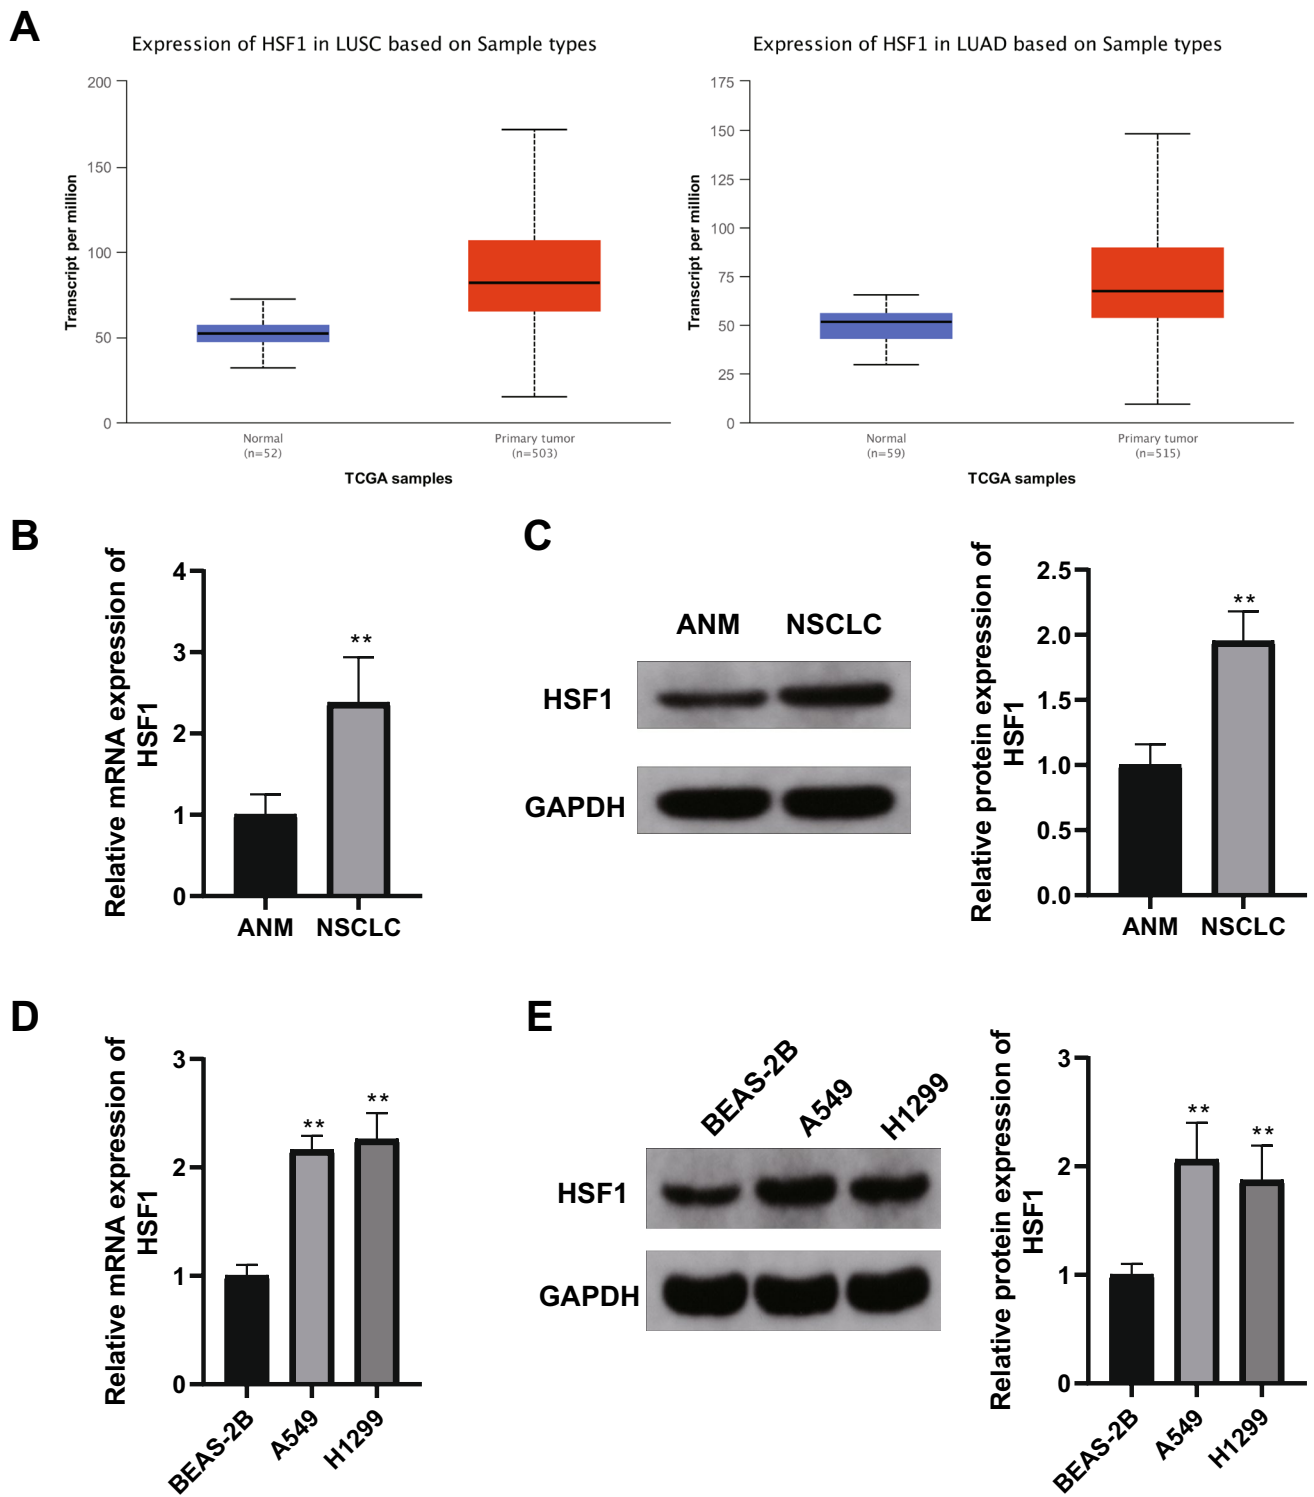 A
Expression of HSF1 in LUSC based on Sample types
Transcript per million
200
150
100
50
0
Normal
(n=52)
Primary tumor
(n=503)
TCGA samples
Expression of HSF1 in LUAD based on Sample types
Transcript per million
175
150
125
100
75
50
25
0
Normal
(n=59)
Primary tumor
(n=515)
TCGA samples
B
Relative mRNA expression of
HSF1
4
3
2
1
0
**
ANM
NSCLC
C
ANM NSCLC
HSF1
GAPDH
Relative protein expression of
HSF1
2.5
2.0
1.5
1.0
0.5
0.0
**
ANM
NSCLC
D
Relative mRNA expression of
HSF1
3
2
1
0
**
**
BEAS-2B
A549
H1299
E
BEAS-2B
A549
H1299
HSF1
GAPDH
Relative protein expression of
HSF1
3
2
1
0
**
**
BEAS-2B
A549
H1299